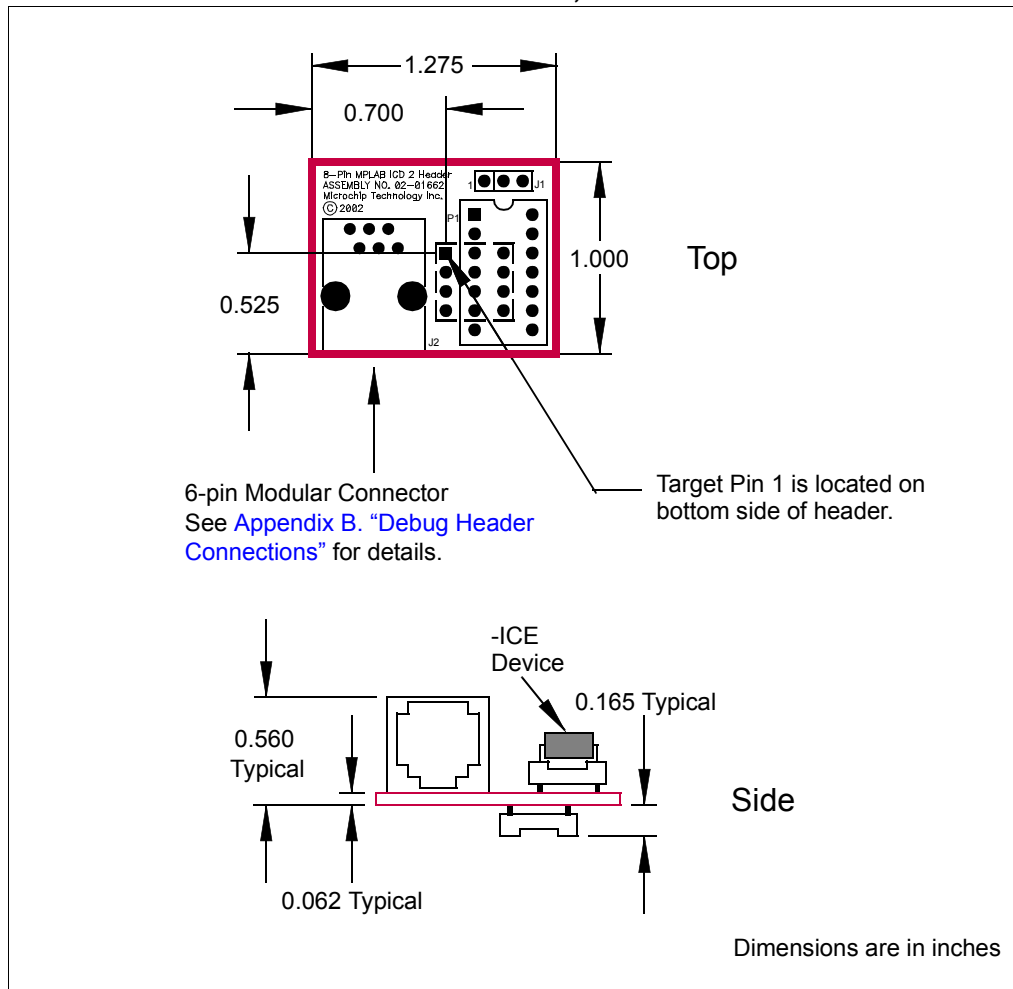 1.275
0.700
8-Pin MPLAB ICD 2 Header
ASSEMBLY NO. 02-01662
Microchip Technology Inc.
© 2002
1
J1
P1
1.000
Top
0.525
J2
6-pin Modular Connector
See Appendix B. “Debug Header
Connections” for details.
Target Pin 1 is located on
bottom side of header.
-ICE
Device
0.165 Typical
0.560
Typical
Side
0.062 Typical
Dimensions are in inches